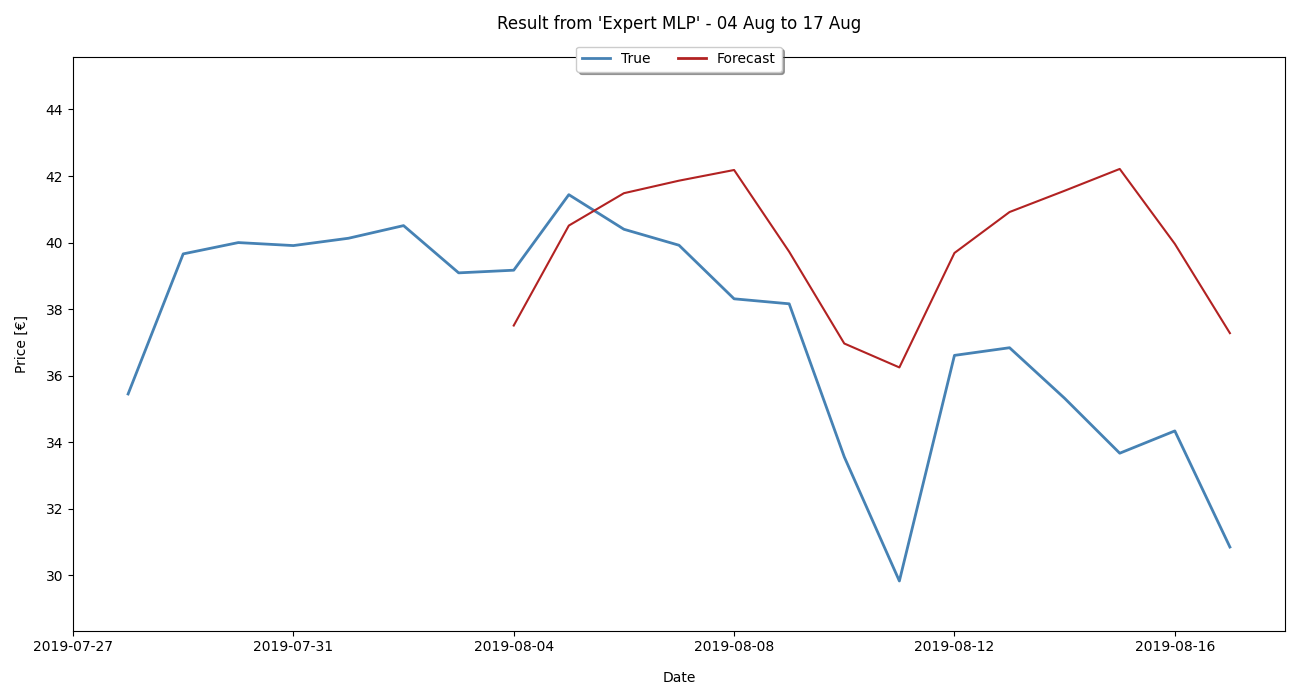 Result from 'Expert MLP' - 04 Aug to 17 Aug
True Forecast
44
42
40
38
36
34
32
30
Price [€]
2019-07-27 2019-07-31 2019-08-04 2019-08-08 2019-08-12 2019-08-16
Date